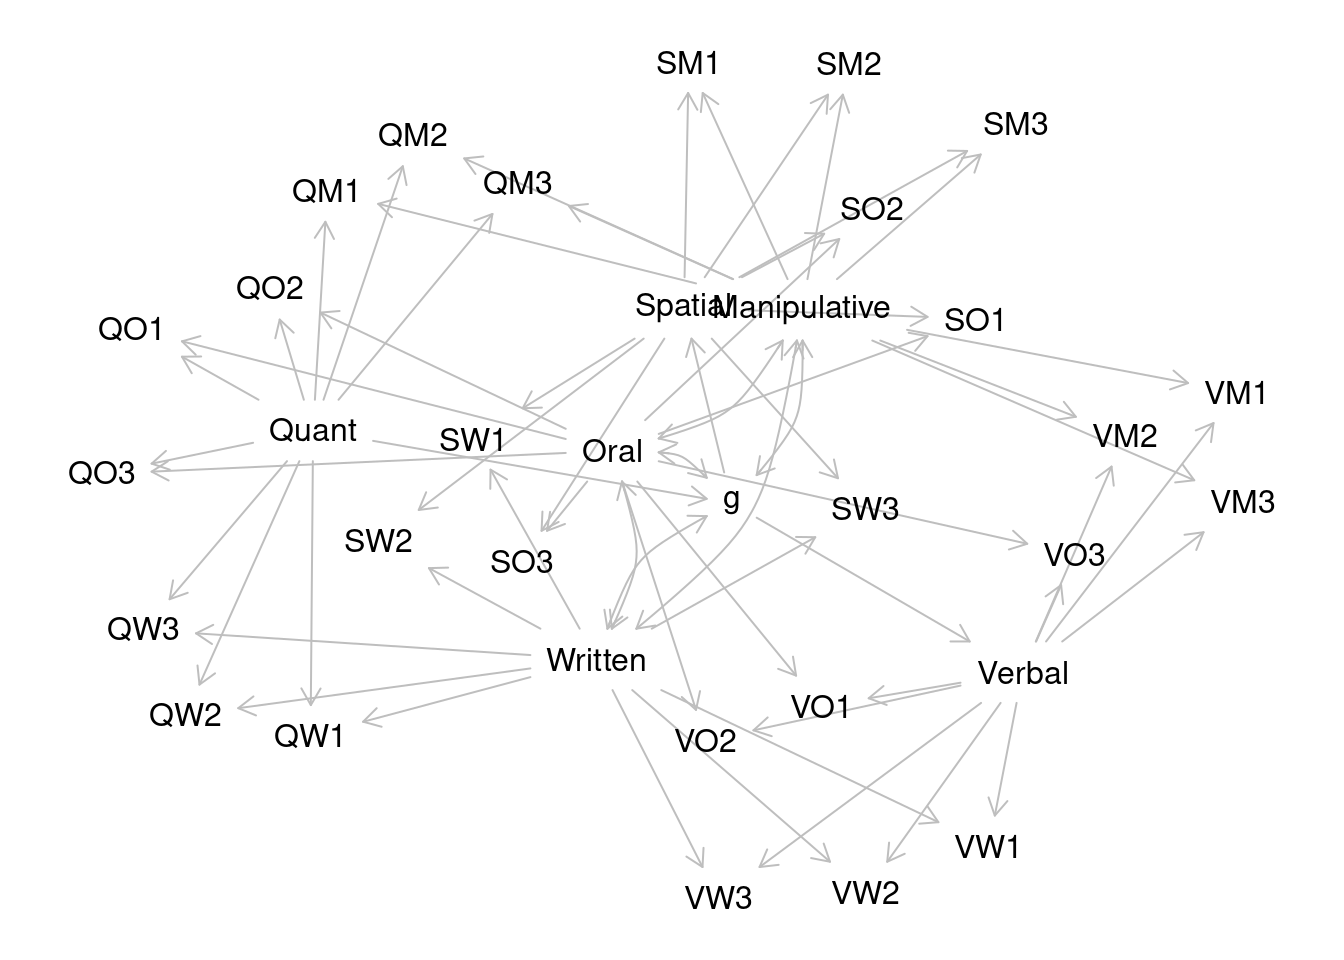 SM1
SM2
SM3
QM2
QM3
QM1
SO2
QO2
Spatial
Manipulative
SO1
QO1
VM1
Quant
SW1
Oral
VM2
QO3
g
SW3
VM3
SW2
SO3
VO3
QW3
Written
Verbal
QW2
QW1
VO2
VO1
VW1
VW3
VW2